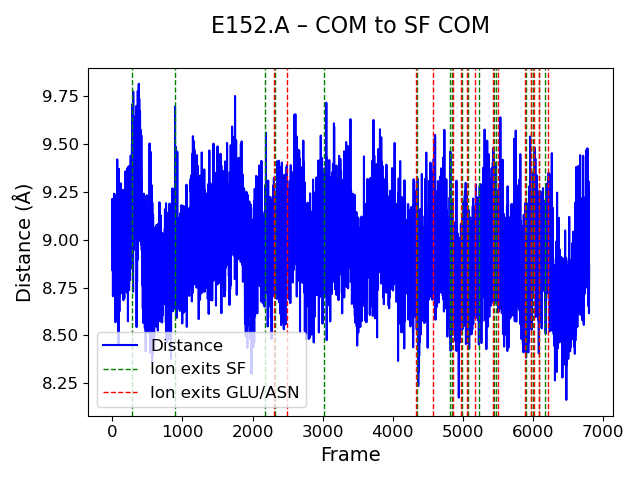 E152.A – COM to SF COM
Distance (Å)
9.75
9.50
9.25
9.00
8.75
8.50
8.25
Distance
Ion exits SF
Ion exits GLU/ASN
0 1000 2000 3000 4000 5000 6000 7000
Frame